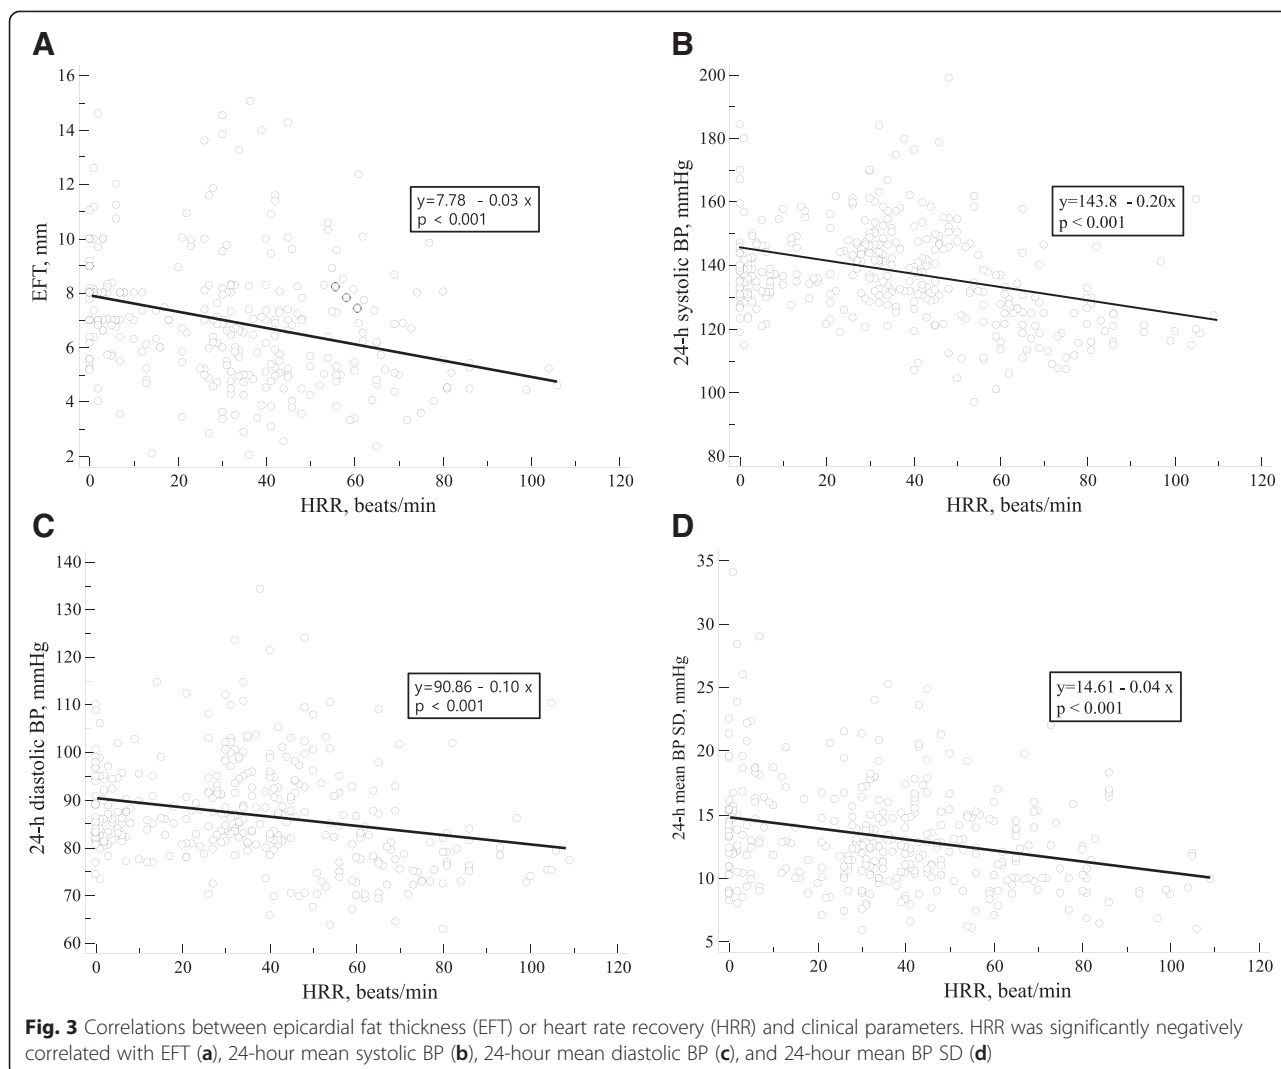 A
16
14
12
10
8
6
4
2
EFT, mm
y=7.78 - 0.03 x
p < 0.001
0 20 40 60 80 100 120
HRR, beats/min
B
200
180
160
140
120
100
80
24-h systolic BP, mmHg
y=143.8 - 0.20x
p < 0.001
0 20 40 60 80 100 120
HRR, beats/min
C
140
130
120
110
100
90
80
70
60
24-h diastolic BP, mmHg
y=90.86 - 0.10 x
p < 0.001
0 20 40 60 80 100 120
HRR, beats/min
D
35
30
25
20
15
10
5
24-h mean BP SD, mmHg
y=14.61 - 0.04 x
p < 0.001
0 20 40 60 80 100 120
HRR, beat/min
Fig. 3 Correlations between epicardial fat thickness (EFT) or heart rate recovery (HRR) and clinical parameters. HRR was significantly negatively
correlated with EFT (a), 24-hour mean systolic BP (b), 24-hour mean diastolic BP (c), and 24-hour mean BP SD (d)